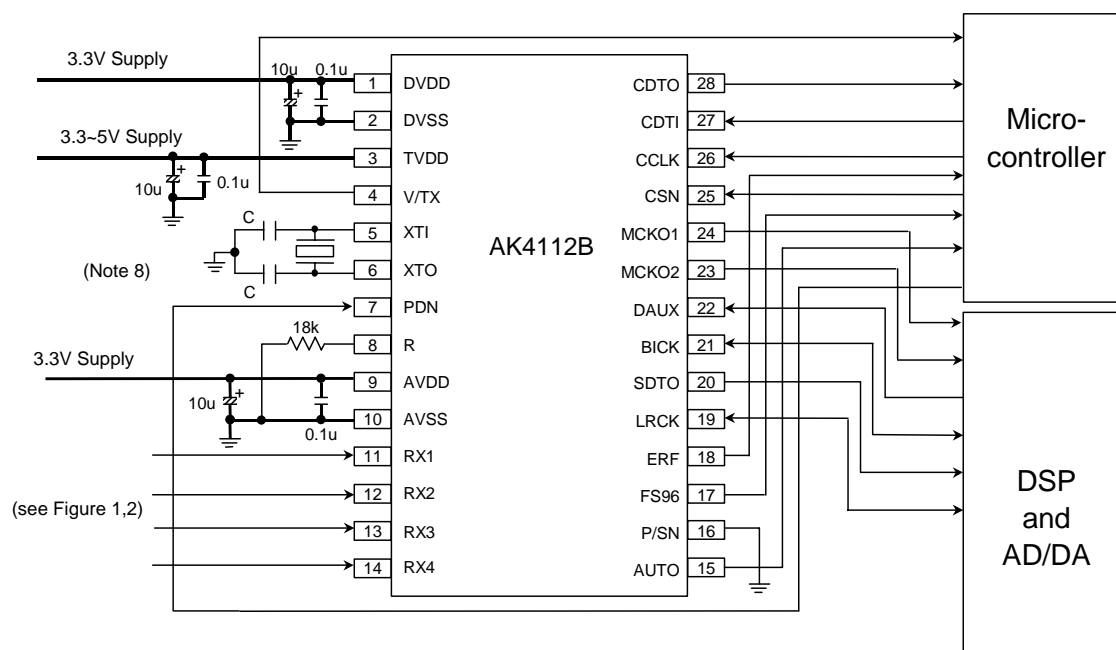 3.3V Supply
10u
+
0.1u
3.3~5V Supply
10u
+
0.1u
C
(Note 8)
C
18k
3.3V Supply
10u
+
0.1u
(see Figure 1,2)
AK4112B
1 DVDD
2 DVSS
3 TVDD
4 V/TX
5 XTI
6 XTO
7 PDN
8 R
9 AVDD
10 AVSS
11 RX1
12 RX2
13 RX3
14 RX4
CDTO 28
CDTI 27
CCLK 26
CSN 25
MCKO1 24
MCKO2 23
DAUX 22
BICK 21
SDTO 20
LRCK 19
ERF 18
FS96 17
P/SN 16
AUTO 15
Micro-
controller
DSP
and
AD/DA